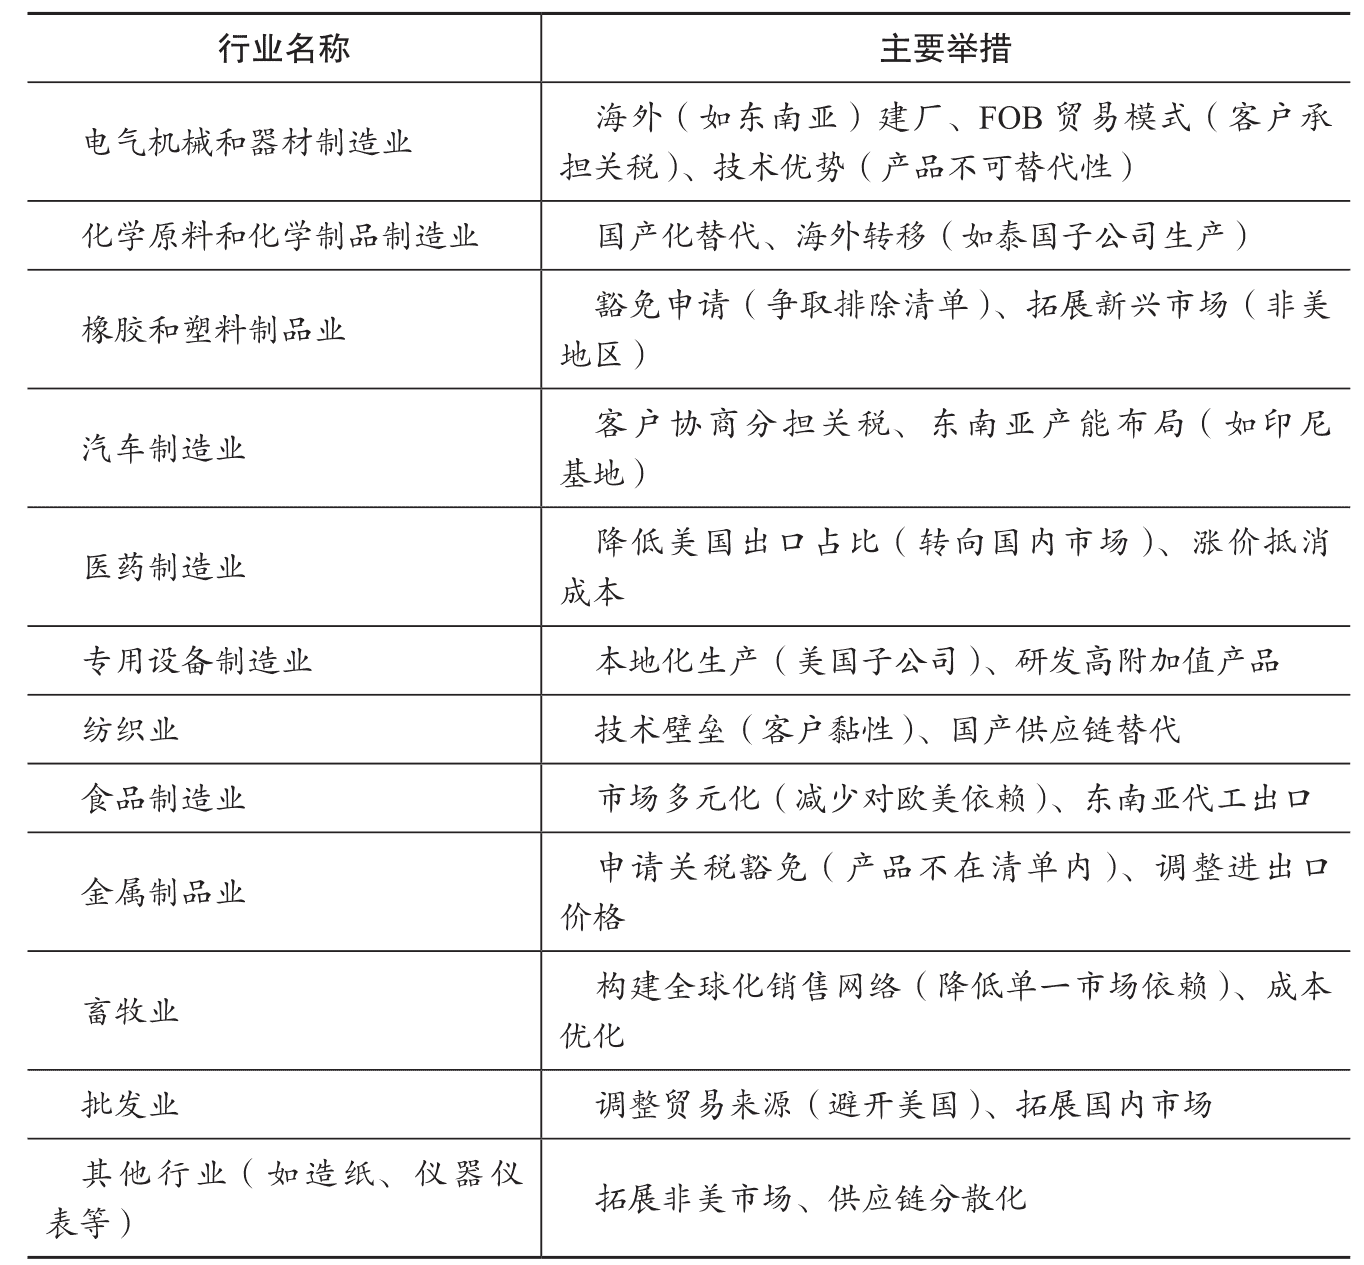 行业名称
主要举措
电气机械和器材制造业
海外（如东南亚）建厂、FOB 贸易模式（客户承
担关税）、技术优势（产品不可替代性）
化学原料和化学制品制造业
国产化替代、海外转移（如泰国子公司生产）
橡胶和塑料制品业
豁免申请（争取排除清单）、拓展新兴市场（非美
地区）
汽车制造业
客户协商分担关税、东南亚产能布局（如印尼
基地）
医药制造业
降低美国出口占比（转向国内市场）、涨价抵消
成本
专用设备制造业
本地化生产（美国子公司）、研发高附加值产品
纺织业
技术壁垒（客户黏性）、国产供应链替代
食品制造业
市场多元化（减少对欧美依赖）、东南亚代工出口
金属制品业
申请关税豁免（产品不在清单内）、调整进出口
价格
畜牧业
构建全球化销售网络（降低单一市场依赖）、成本
优化
批发业
调整贸易来源（避开美国）、拓展国内市场
其他行业（如造纸、仪器仪
表等）
拓展非美市场、供应链分散化